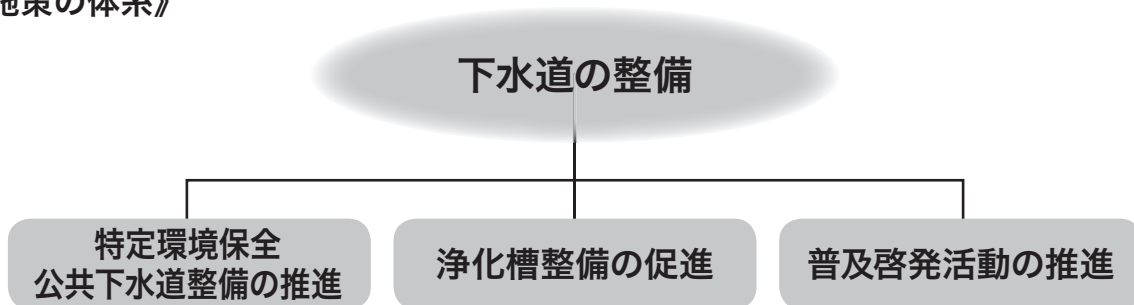 施策の体系》
下水道の整備
特定環境保全
公共下水道整備の推進
浄化槽整備の促進
普及啓発活動の推進